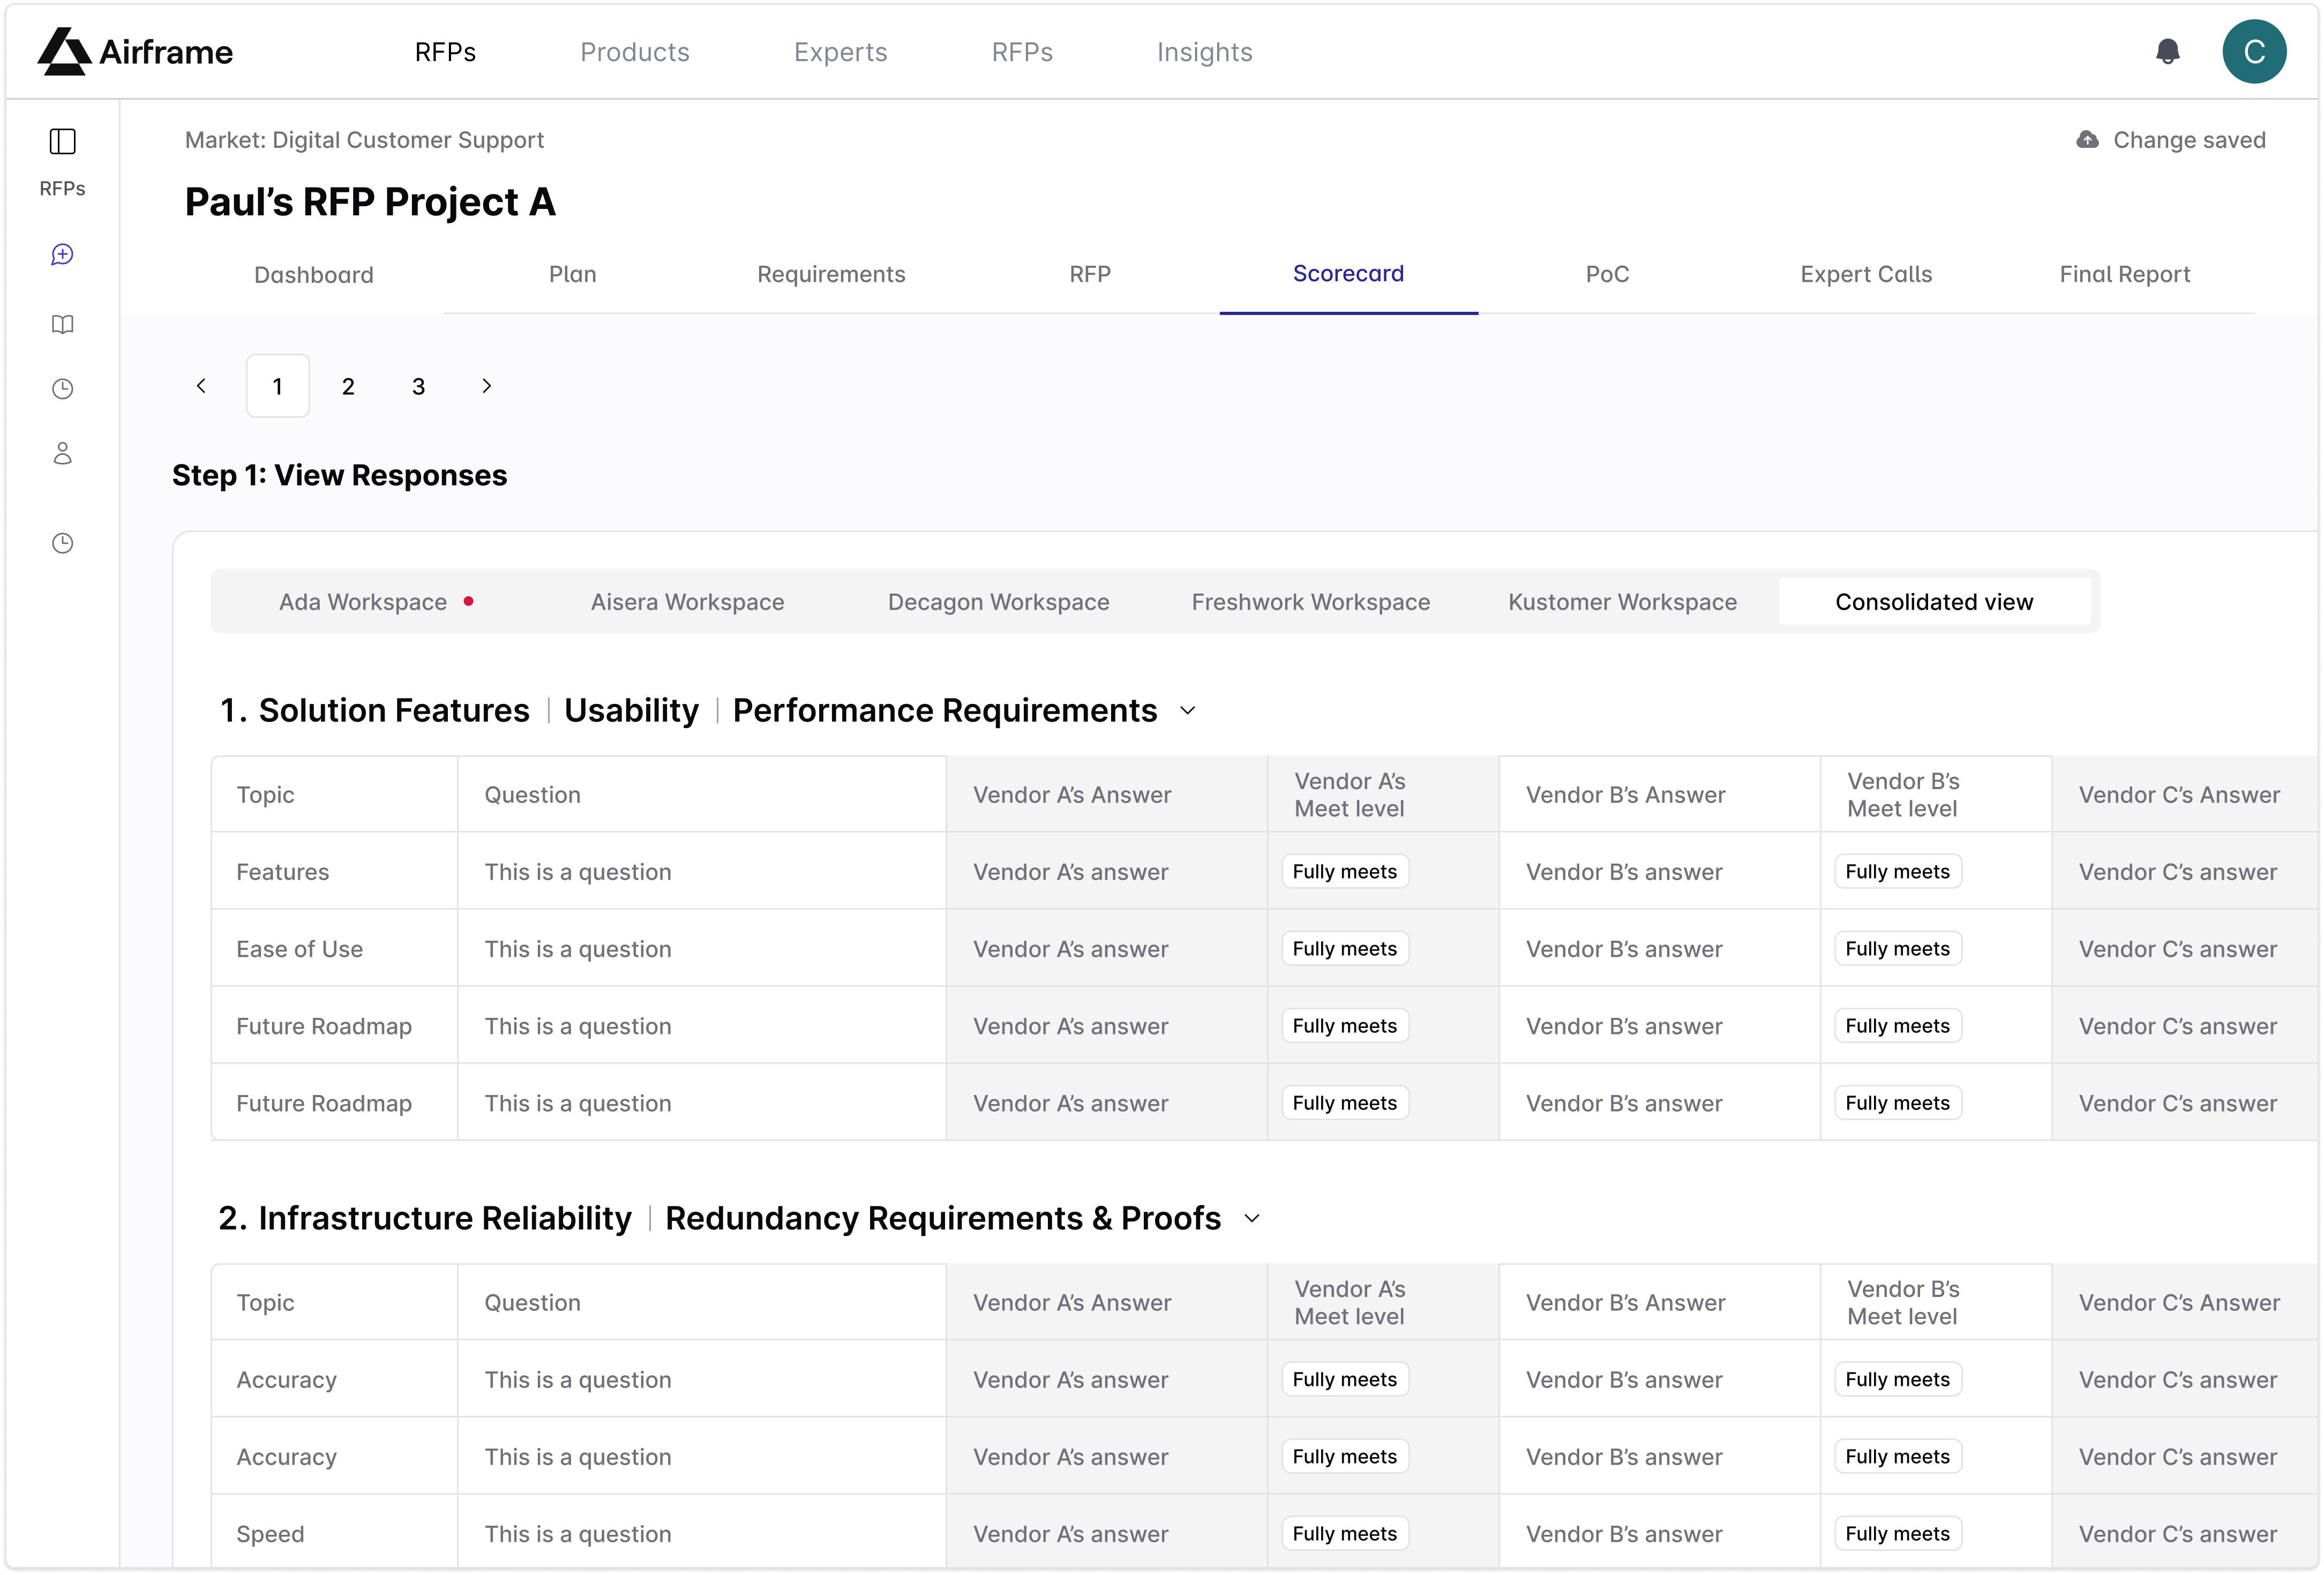 Airframe
RFPs Products Experts RFPs Insights
C
RFPs
Market: Digital Customer Support
Change saved
Paul’s RFP Project A
Dashboard Plan Requirements RFP Scorecard PoC Expert Calls Final Report
1 2 3
Step 1: View Responses
Ada Workspace Aisera Workspace Decagon Workspace Freshwork Workspace Kustomer Workspace Consolidated view
1. Solution Features | Usability | Performance Requirements
Topic Question Vendor A’s Answer Vendor A’s Meet level Vendor B’s Answer Vendor B’s Meet level Vendor C’s Answer
Features This is a question Vendor A’s answer Fully meets Vendor B’s answer Fully meets Vendor C’s answer
Ease of Use This is a question Vendor A’s answer Fully meets Vendor B’s answer Fully meets Vendor C’s answer
Future Roadmap This is a question Vendor A’s answer Fully meets Vendor B’s answer Fully meets Vendor C’s answer
Future Roadmap This is a question Vendor A’s answer Fully meets Vendor B’s answer Fully meets Vendor C’s answer
2. Infrastructure Reliability | Redundancy Requirements & Proofs
Topic Question Vendor A’s Answer Vendor A’s Meet level Vendor B’s Answer Vendor B’s Meet level Vendor C’s Answer
Accuracy This is a question Vendor A’s answer Fully meets Vendor B’s answer Fully meets Vendor C’s answer
Accuracy This is a question Vendor A’s answer Fully meets Vendor B’s answer Fully meets Vendor C’s answer
Speed This is a question Vendor A’s answer Fully meets Vendor B’s answer Fully meets Vendor C’s answer